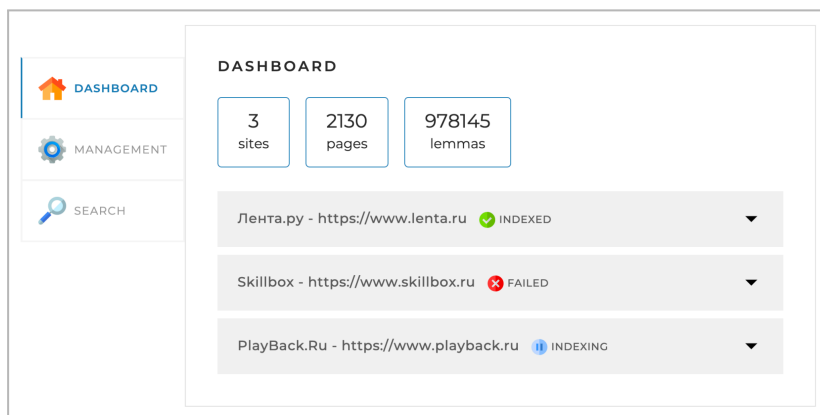 DASHBOARD
MANAGEMENT
SEARCH
DASHBOARD
3
sites
2130
pages
978145
lemmas
Лента.ру - https://www.lenta.ru INDEXED
Skillbox - https://www.skillbox.ru FAILED
PlayBack.Ru - https://www.playback.ru INDEXING